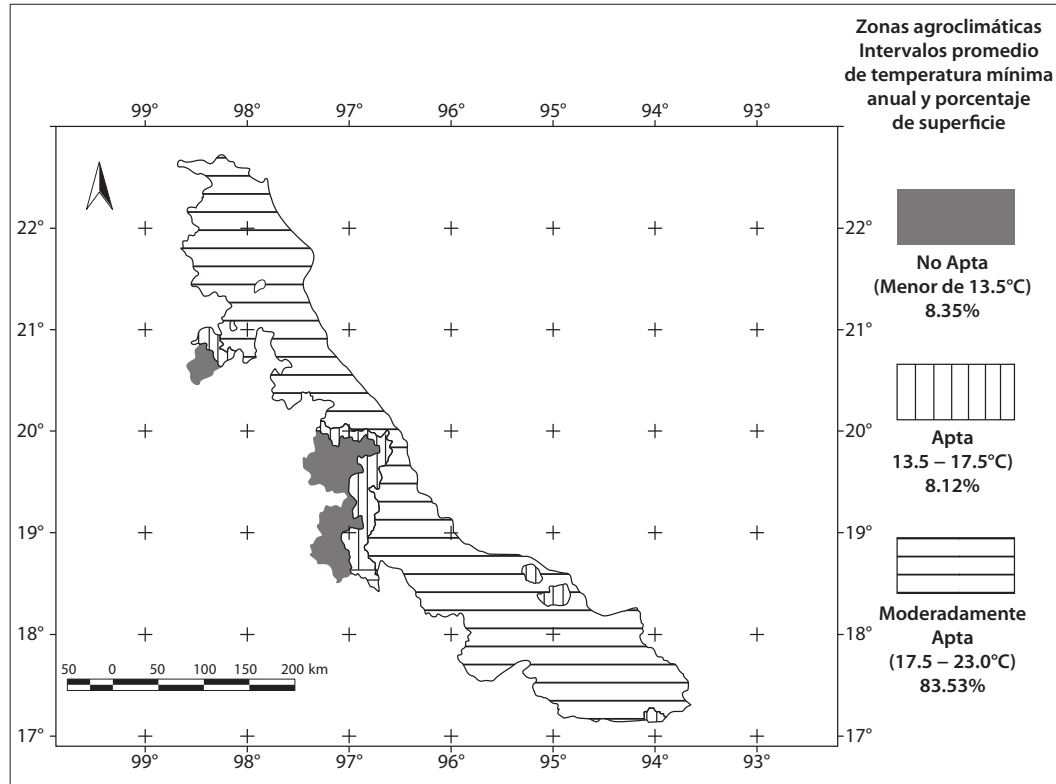 Zonas agroclimáticas
Intervalos promedio
de temperatura mínima
anual y porcentaje
de superficie
99° 98° 97° 96° 95° 94° 93°
22° 22°
No Apta
(Menor de 13.5°C)
8.35%
21° 21°
20° 20°
Apta
13.5 – 17.5°C)
8.12%
19° 19°
18° 18°
Moderadamente
Apta
(17.5 – 23.0°C)
83.53%
50 0 50 100 150 200 km
17° 17°
99° 98° 97° 96° 95° 94° 93°